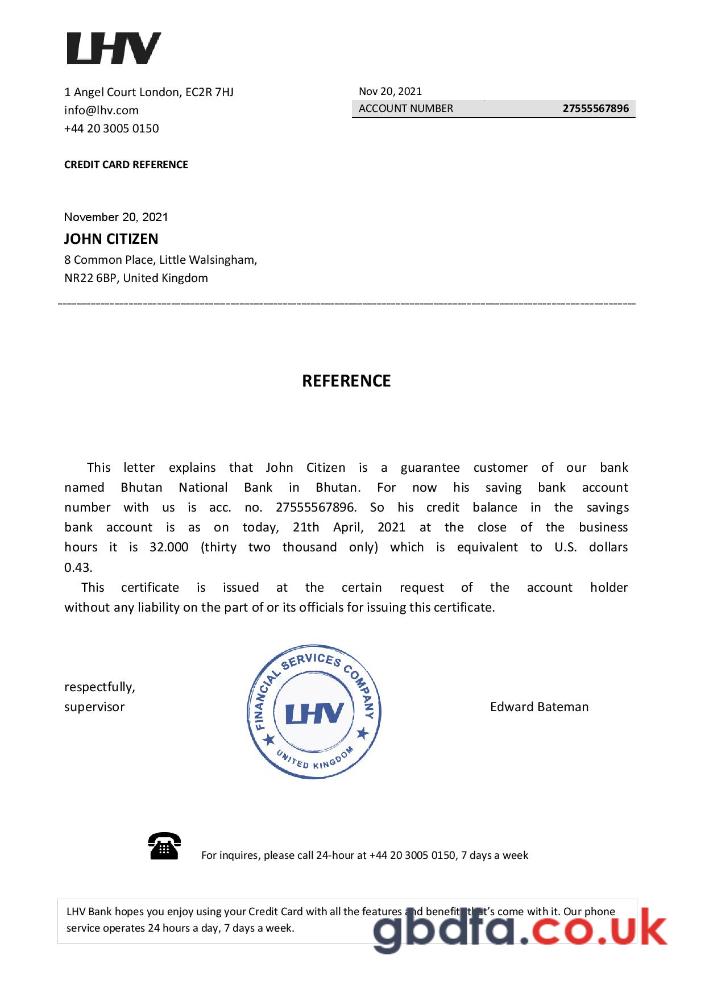 LHV
1 Angel Court London, EC2R 7HJ
info@lhv.com
+44 20 3005 0150
Nov 20, 2021
ACCOUNT NUMBER 27555567896
CREDIT CARD REFERENCE
November 20, 2021
JOHN CITIZEN
8 Common Place, Little Walsingham,
NR22 6BP, United Kingdom
REFERENCE
This letter explains that John Citizen is a guarantee customer of our bank
named Bhutan National Bank in Bhutan. For now his saving bank account
number with us is acc. no. 27555567896. So his credit balance in the savings
bank account is as on today, 21th April, 2021 at the close of the business
hours it is 32.000 (thirty two thousand only) which is equivalent to U.S. dollars
0.43.
This certificate is issued at the certain request of the account holder
without any liability on the part of or its officials for issuing this certificate.
respectfully,
supervisor
FINANCIAL SERVICES COMPANY
LHV
UNITED KINGDOM
Edward Bateman
For inquires, please call 24-hour at +44 20 3005 0150, 7 days a week
LHV Bank hopes you enjoy using your Credit Card with all the features and benefits that's come with it. Our phone
service operates 24 hours a day, 7 days a week.
gbdfa.co.uk